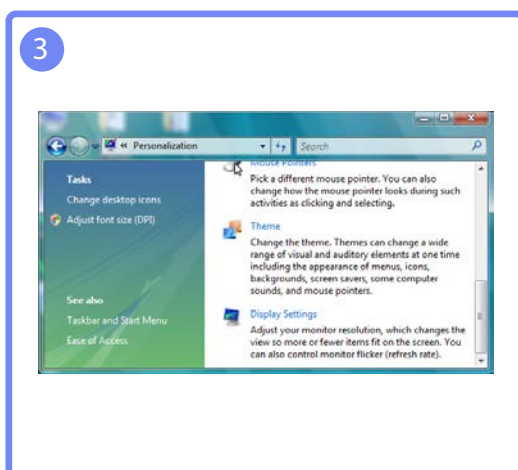 3
« Personalization
Search
Tasks
Change desktop icons
Adjust font size (DPI)
See also
Taskbar and Start Menu
Ease of Access
Mouse Pointers
Pick a different mouse pointer. You can also
change how the mouse pointer looks during such
activities as clicking and selecting.
Theme
Change the theme. Themes can change a wide
range of visual and auditory elements at one time
including the appearance of menus, icons,
backgrounds, screen savers, some computer
sounds, and mouse pointers.
Display Settings
Adjust your monitor resolution, which changes the
view so more or fewer items fit on the screen. You
can also control monitor flicker (refresh rate).